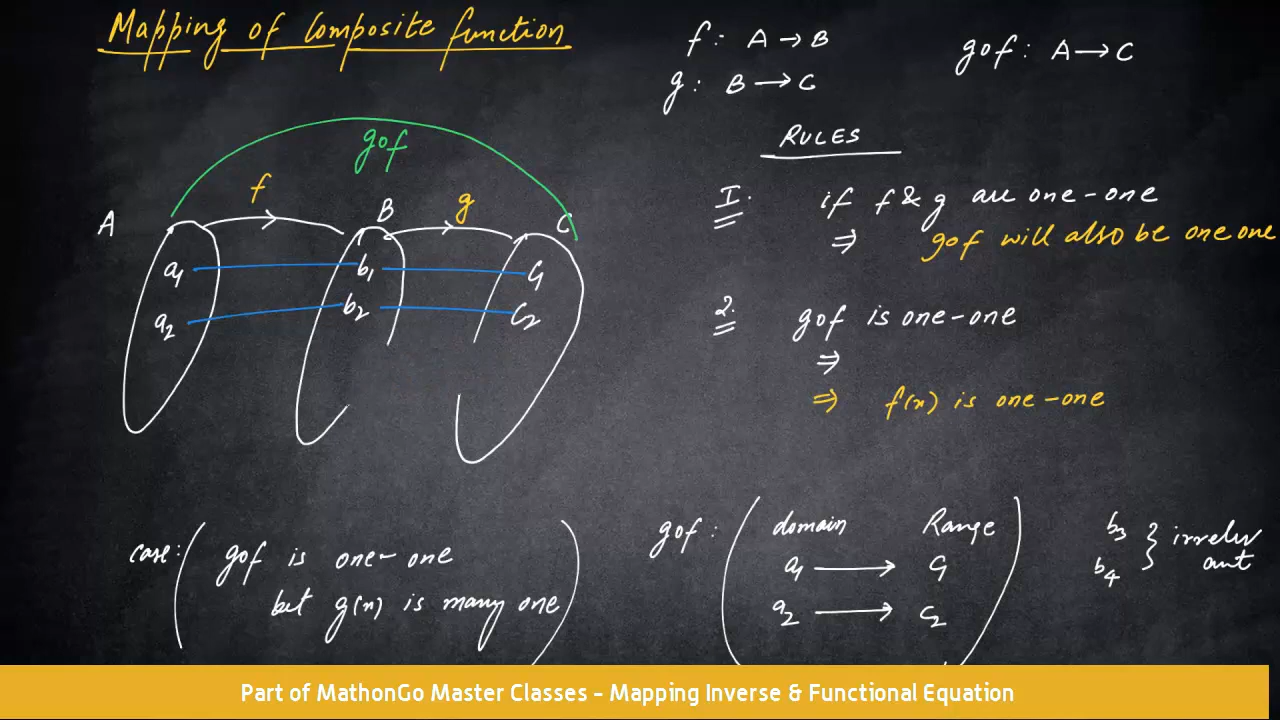 Mapping of Composite function
f: A → B
g: B → C
gof: A → C
RULES
I. if f & g are one-one
⇒ gof will also be one one
2. gof is one-one
⇒
⇒ f(x) is one-one
gof
f
g
A
B
C
a1
b1
C1
a2
b2
C2
case: ( gof is one-one
but g(x) is many one )
gof: ( domain Range )
a1 → C1
a2 → C2
b3 } irrelev
b4 } ant
Part of MathonGo Master Classes - Mapping Inverse & Functional Equation